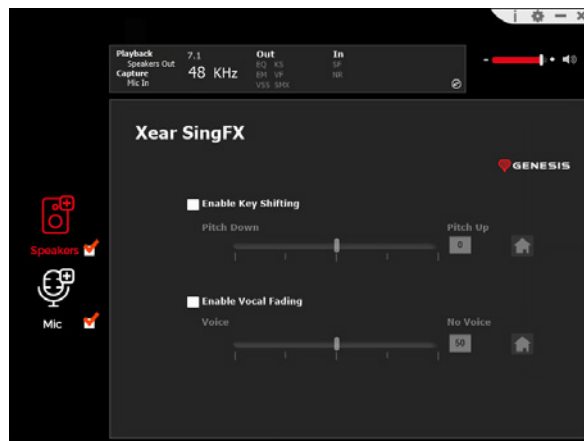 Playback 7.1 Out In
Speakers Out EQ KS SF
Capture 48 KHz EM VF NR
Mic In VSS SMX
Xear SingFX
GENESIS
Enable Key Shifting
Pitch Down Pitch Up
0
Speakers
Enable Vocal Fading
Mic Voice No Voice
50